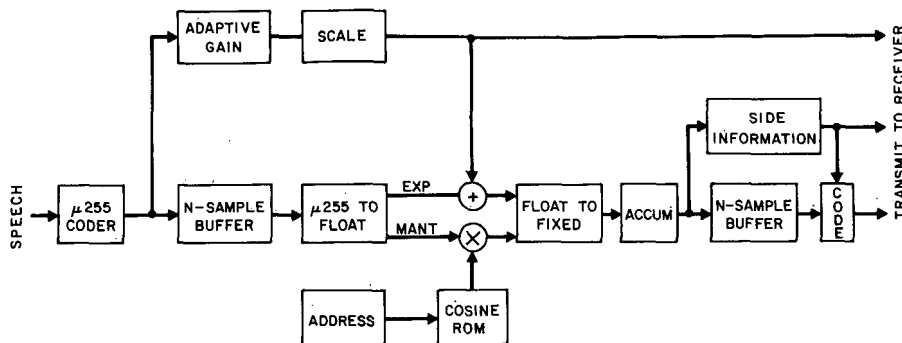 ADAPTIVE
GAIN
SCALE
SPEECH
μ255
CODER
N-SAMPLE
BUFFER
μ255 TO
FLOAT
EXP
+
MANT
×
ADDRESS
COSINE
ROM
FLOAT TO
FIXED
ACCUM
SIDE
INFORMATION
N-SAMPLE
BUFFER
CODE
TRANSMIT TO RECEIVER